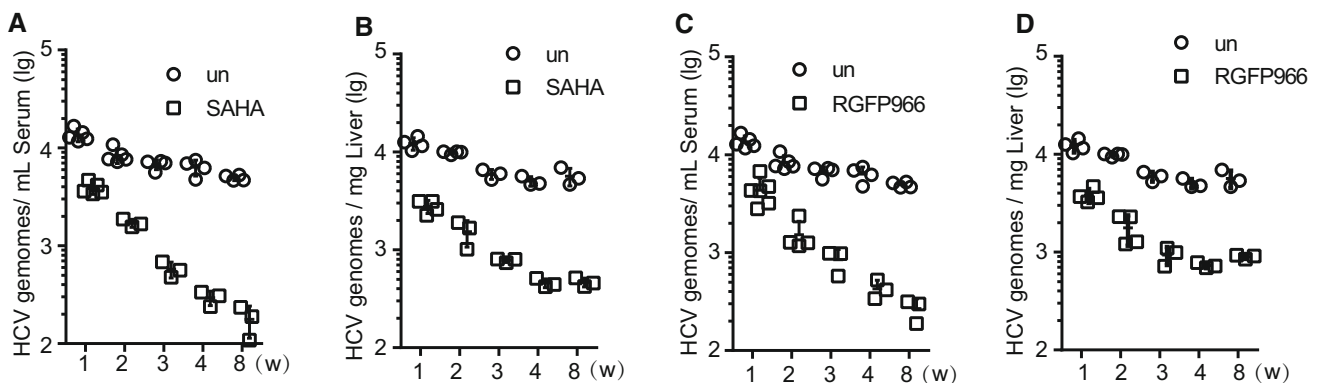 A
HCV gemomes/ mL Serum (lg)
5
4
3
2
un
SAHA
1 2 3 4 8 (w)
B
HCV genomes / mg Liver (lg)
5
4
3
2
un
SAHA
1 2 3 4 8 (w)
C
HCV gemomes/ mL Serum (lg)
5
4
3
2
un
RGFP966
1 2 3 4 8 (w)
D
HCV genomes / mg Liver (lg)
5
4
3
2
un
RGFP966
1 2 3 4 8 (w)